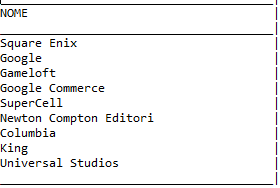 NOME
Square Enix
Google
Gameloft
Google Commerce
SuperCell
Newton Compton Editori
Columbia
King
Universal Studios